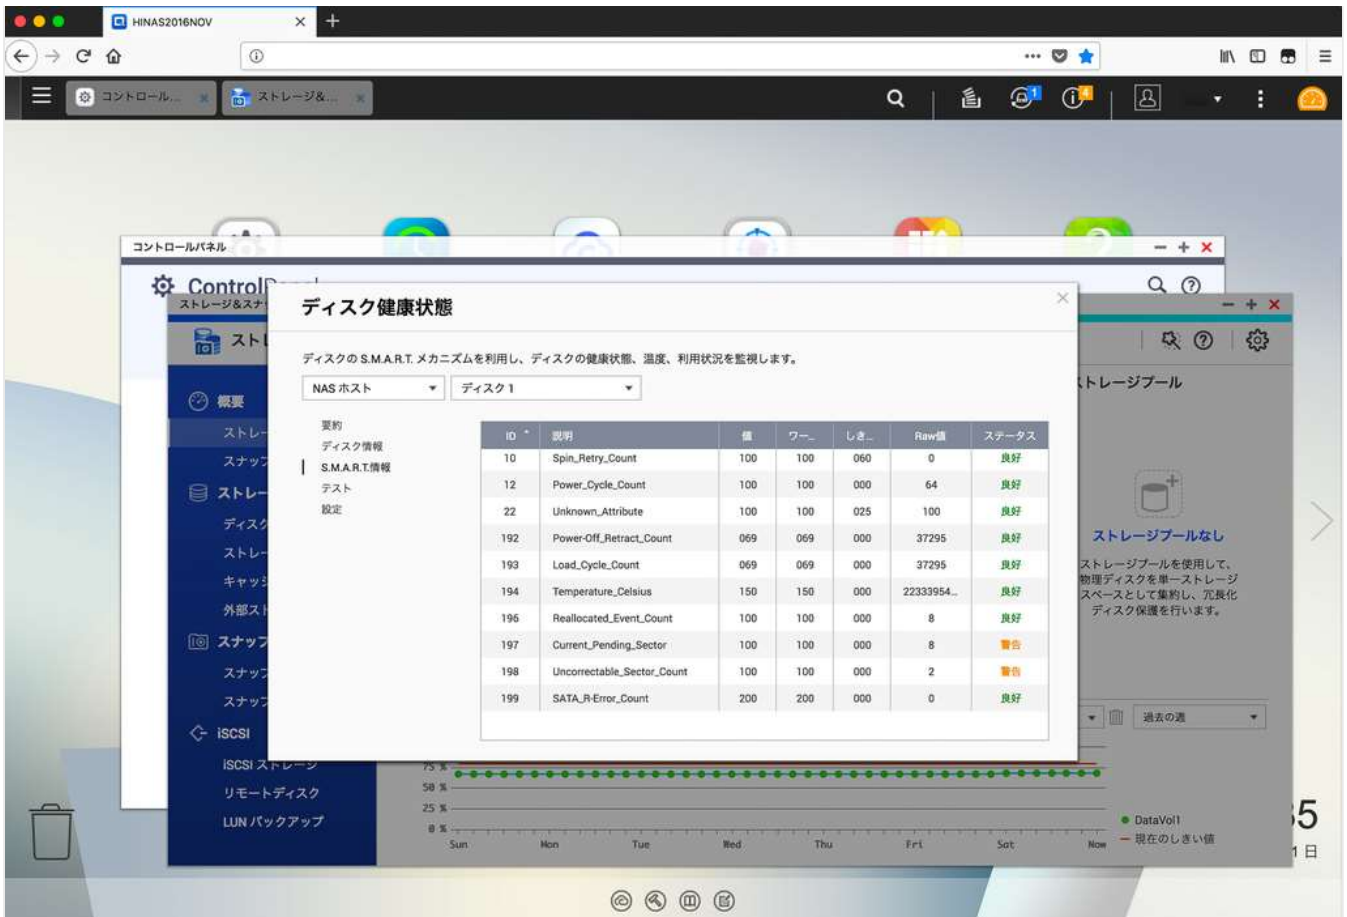 HINAS2016NOV
コントロール...
ストレージ&...
1
4
コントロールパネル
ControlPanel
ストレージ&スナ
スト
ディスク健康状態
ディスクの S.M.A.R.T. メカニズムを利用し、ディスクの健康状態、温度、利用状況を監視します。
NAS ホスト
ディスク 1
要約
ディスク情報
S.M.A.R.T.情報
テスト
設定
ID 説明 値 ワー... しき... Raw値 ステータス
10 Spin_Retry_Count 100 100 060 0 良好
12 Power_Cycle_Count 100 100 000 64 良好
22 Unknown_Attribute 100 100 025 100 良好
192 Power-Off_Retract_Count 069 069 000 37295 良好
193 Load_Cycle_Count 069 069 000 37295 良好
194 Temperature_Celsius 150 150 000 22333954... 良好
196 Reallocated_Event_Count 100 100 000 8 良好
197 Current_Pending_Sector 100 100 000 8 警告
198 Uncorrectable_Sector_Count 100 100 000 2 警告
199 SATA_R-Error_Count 200 200 000 0 良好
概要
ストレー
スナップ
ストレー
ディスク
ストレー
キャッシ
外部スト
スナップ
スナップ
スナップ
iSCSI
iSCSI ストレージ
リモートディスク
LUN バックアップ
トレージプール
ストレージプールなし
ストレージプールを使用して、
物理ディスクを単一ストレージ
スペースとして集約し、冗長化
ディスク保護を行います。
過去の週
75 %
50 %
25 %
0 %
Sun Mon Tue Wed Thu Fri Sat Now
DataVol1
現在のしきい値
35
1 日